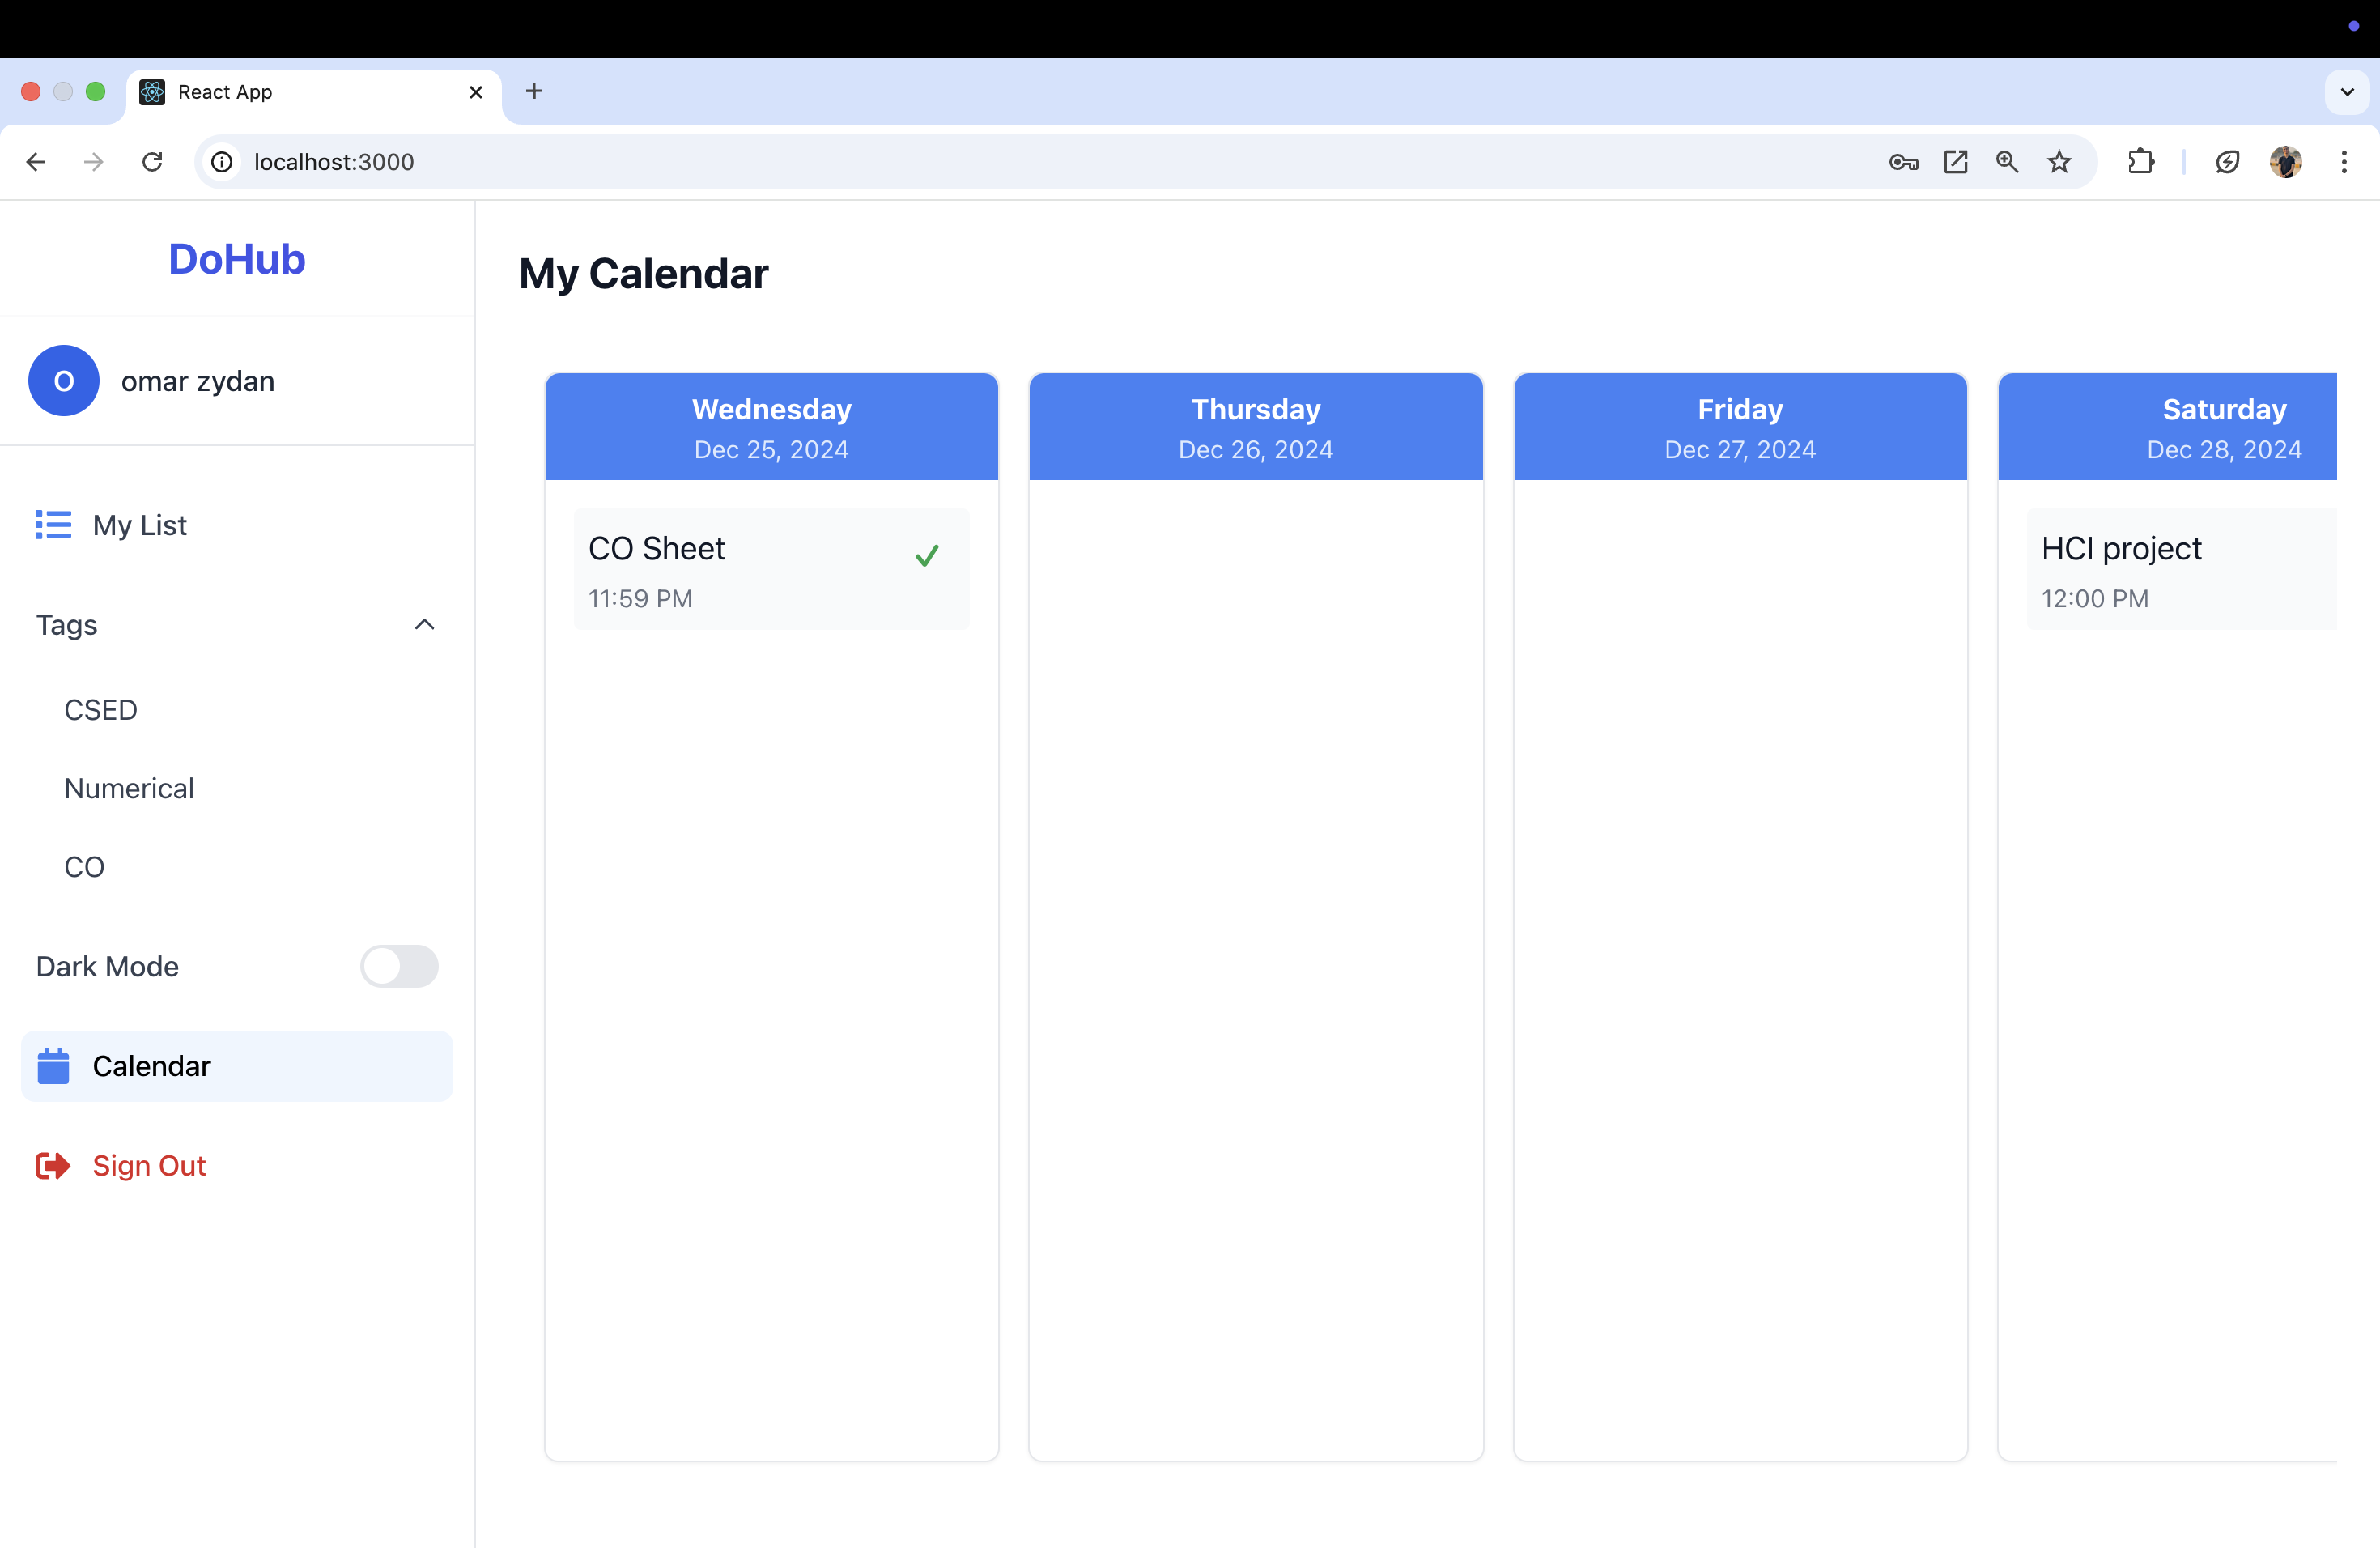 React App
localhost:3000
DoHub
O
omar zydan
My List
Tags
CSED
Numerical
CO
Dark Mode
Calendar
Sign Out
My Calendar
Wednesday
Dec 25, 2024
CO Sheet
11:59 PM
Thursday
Dec 26, 2024
Friday
Dec 27, 2024
Saturday
Dec 28, 2024
HCI project
12:00 PM